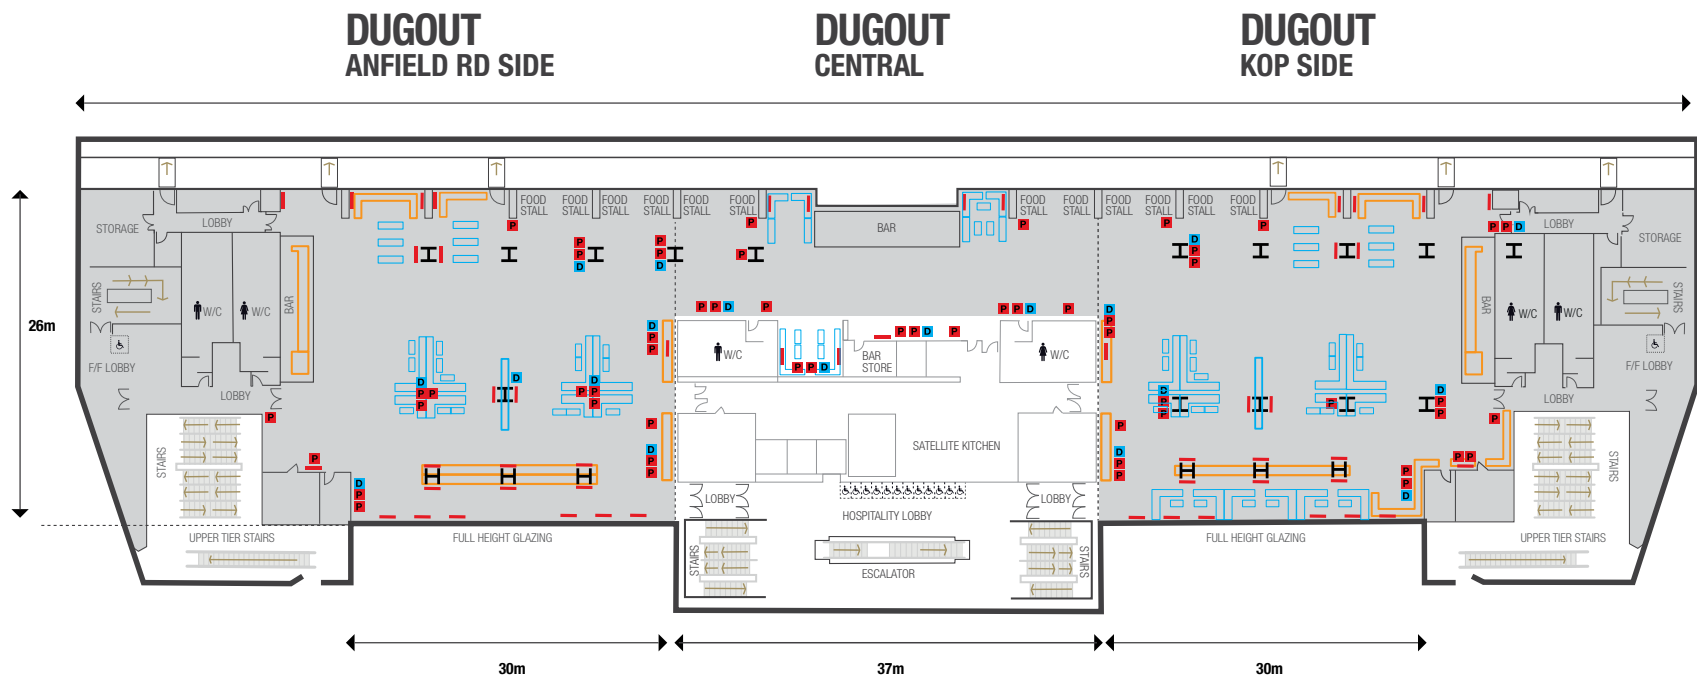 DUGOUT
ANFIELD RD SIDE
DUGOUT
CENTRAL
DUGOUT
KOP SIDE
26m
STORAGE
LOBBY
STAIRS
F/F LOBBY
W/C
W/C
BAR
LOBBY
STAIRS
UPPER TIER STAIRS
FOOD
STALL
FOOD
STALL
FOOD
STALL
FOOD
STALL
FOOD
STALL
FOOD
STALL
BAR
FOOD
STALL
FOOD
STALL
FOOD
STALL
FOOD
STALL
FOOD
STALL
FOOD
STALL
P
P
P
D
P
P
D
P
P
P
P
D
P
P
P
D
P
P
P
D
P
P
P
D
P
D
P
P
D
P
P
P
D
D
P
P
P
D
P
P
P
P
P
D
P
P
D
P
P
P
D
W/C
BAR
STORE
W/C
SATELLITE KITCHEN
LOBBY
LOBBY
HOSPITALITY LOBBY
STAIRS
STAIRS
ESCALATOR
FULL HEIGHT GLAZING
FULL HEIGHT GLAZING
D
P
P
P
D
P
P
D
P
P
D
P
P
P
D
P
P
P
P
P
P
P
D
P
P
D
LOBBY
STORAGE
STAIRS
BAR
W/C
W/C
F/F LOBBY
LOBBY
STAIRS
UPPER TIER STAIRS
30m
37m
30m